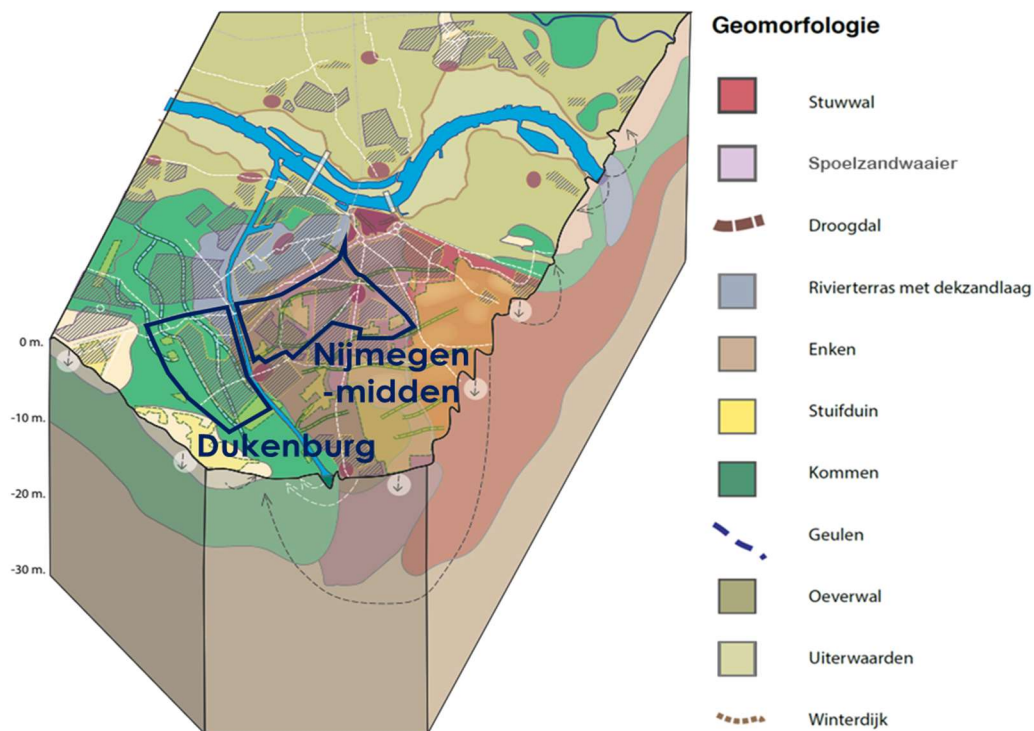 Geomorfologie
Stuwwal
Spoelzandwaaier
Droogdal
Rivierterras met dekzandlaag
Enken
Stuifduin
Kommen
Geulen
Oeverwal
Uiterwaarden
Winterdijk
0 m.
-10 m.
-20 m.
-30 m.
Nijmegen
-midden
Dukenburg